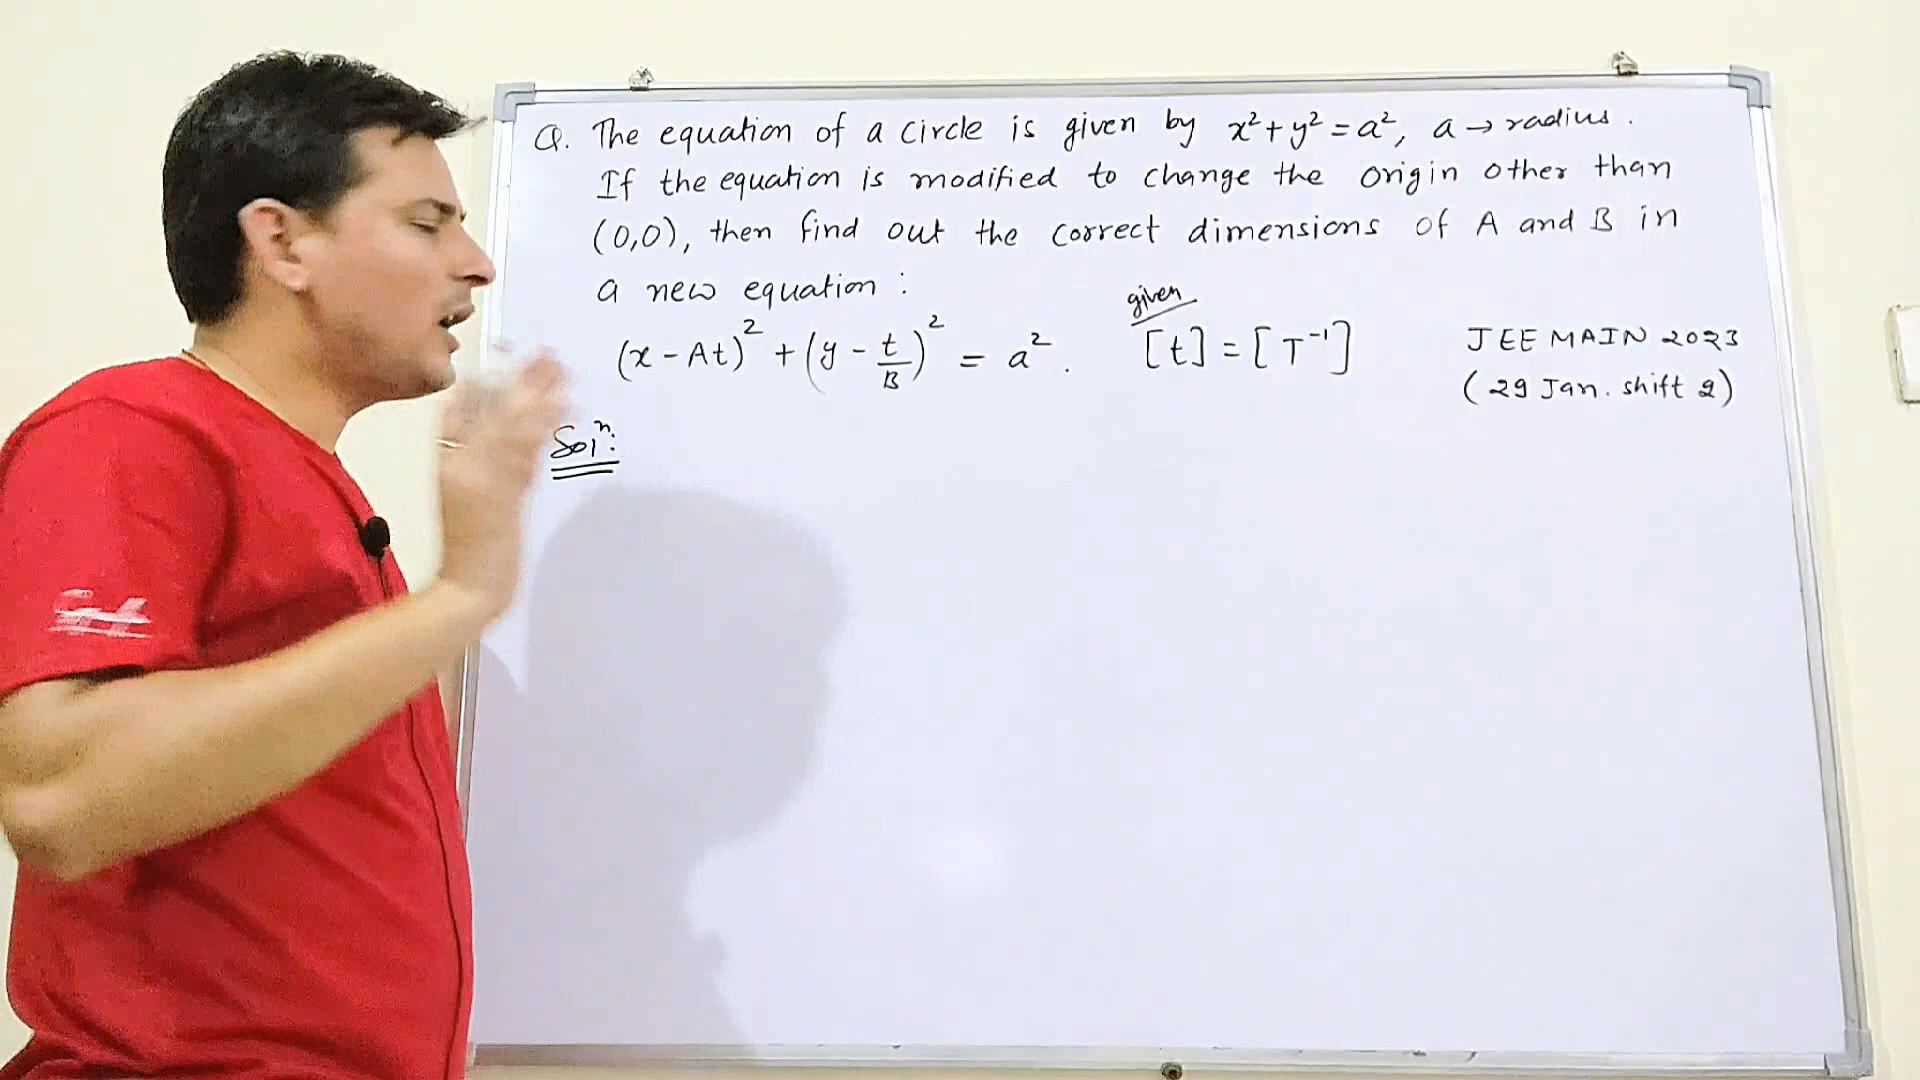 Q. The equation of a circle is given by x²+y²=a², a→radius.
If the equation is modified to change the origin other than
(0,0), then find out the correct dimensions of A and B in
a new equation:
(x-At)² + (y - t/B)² = a². given [t] = [T⁻¹]
JEE MAIN 2023
(29 Jan. shift 2)
Solⁿ: